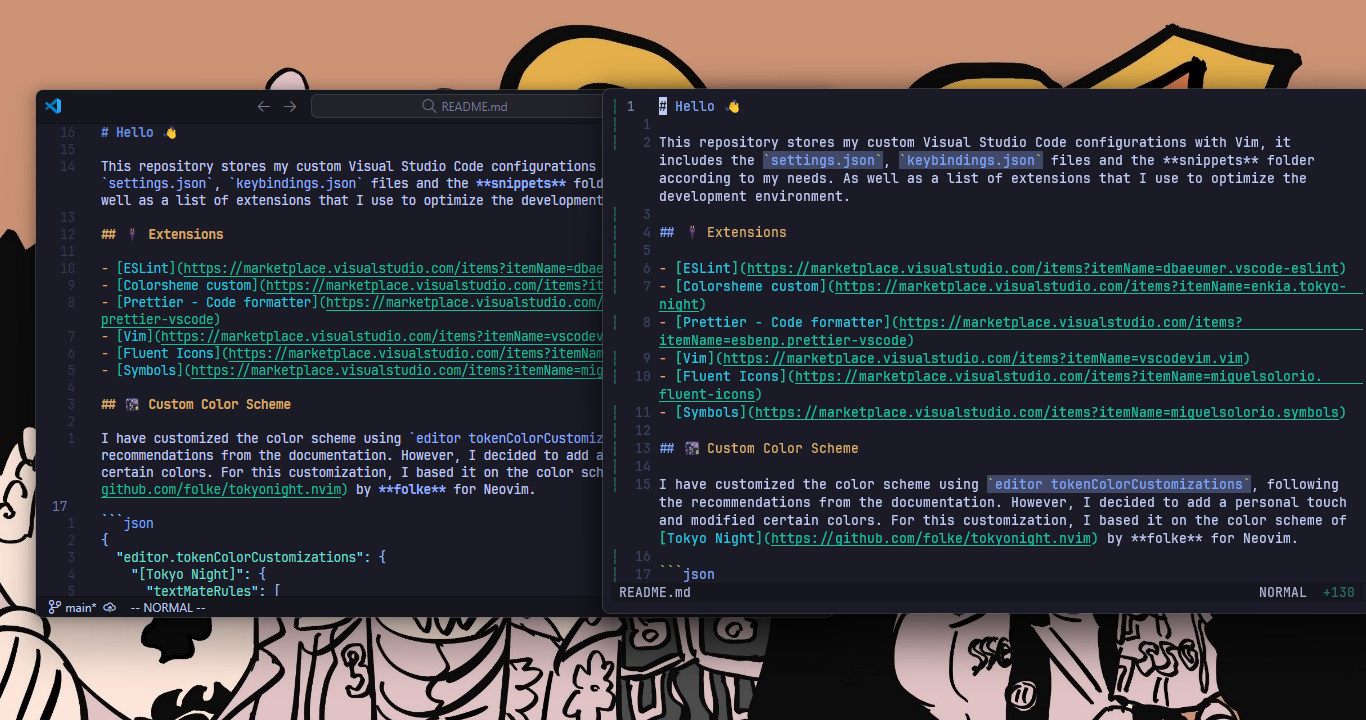 README.md
16 # Hello 👋
15
14 This repository stores my custom Visual Studio Code configurations
`settings.json`, `keybindings.json` files and the **snippets** fold
well as a list of extensions that I use to optimize the development
13
12 ## Extensions
11
10 - [ESLint](https://marketplace.visualstudio.com/items?itemName=dbae
9 - [Colorsheme custom](https://marketplace.visualstudio.com/items?it
8 - [Prettier - Code formatter](https://marketplace.visualstudio.com/
prettier-vscode)
7 - [Vim](https://marketplace.visualstudio.com/items?itemName=vscodev
6 - [Fluent Icons](https://marketplace.visualstudio.com/items?itemNam
5 - [Symbols](https://marketplace.visualstudio.com/items?itemName=mig
4
3 ## 🎆 Custom Color Scheme
2
1 I have customized the color scheme using `editor tokenColorCustomiz
recommendations from the documentation. However, I decided to add a
certain colors. For this customization, I based it on the color sch
github.com/folke/tokyonight.nvim) by **folke** for Neovim.
17
1 ```json
2 {
3 "editor.tokenColorCustomizations": {
4 "[Tokyo Night]": {
5 "textMateRules": [
main* -- NORMAL --
1 # Hello 👋
1
2 This repository stores my custom Visual Studio Code configurations with Vim, it
includes the `settings.json`, `keybindings.json` files and the **snippets** folder
according to my needs. As well as a list of extensions that I use to optimize the
development environment.
3
4 ## Extensions
5
6 - [ESLint](https://marketplace.visualstudio.com/items?itemName=dbaeumer.vscode-eslint)
7 - [Colorsheme custom](https://marketplace.visualstudio.com/items?itemName=enkia.tokyo-
night)
8 - [Prettier - Code formatter](https://marketplace.visualstudio.com/items?
itemName=esbenp.prettier-vscode)
9 - [Vim](https://marketplace.visualstudio.com/items?itemName=vscodevim.vim)
10 - [Fluent Icons](https://marketplace.visualstudio.com/items?itemName=miguelsolorio.
fluent-icons)
11 - [Symbols](https://marketplace.visualstudio.com/items?itemName=miguelsolorio.symbols)
12
13 ## 🎆 Custom Color Scheme
14
15 I have customized the color scheme using `editor tokenColorCustomizations`, following
the recommendations from the documentation. However, I decided to add a personal touch
and modified certain colors. For this customization, I based it on the color scheme of
[Tokyo Night](https://github.com/folke/tokyonight.nvim) by **folke** for Neovim.
16
17 ```json
README.md NORMAL +130